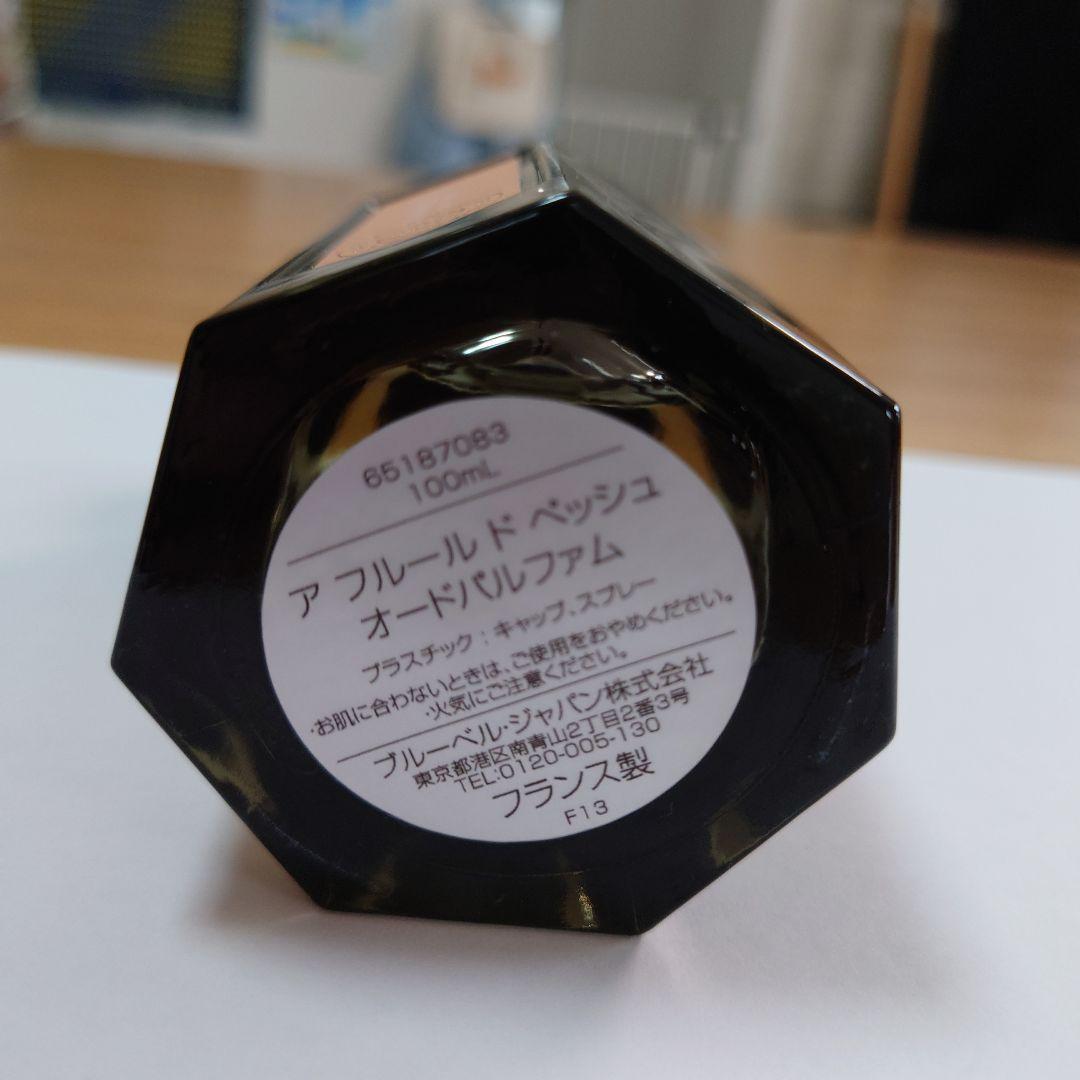 65187083
100mL
ア フルール ド ペッシュ
オードパルファム
プラスチック：キャップ、スプレー
・お肌に合わないときは、ご使用をおやめください。
・火気にご注意ください。
ブルーベル・ジャパン株式会社
東京都港区南青山2丁目2番3号
TEL:0120-005-130
フランス製
F13